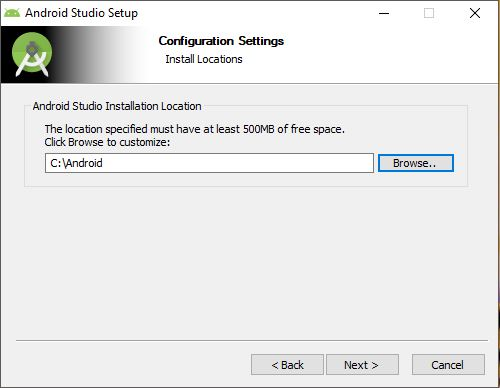 Android Studio Setup
Configuration Settings
Install Locations
Android Studio Installation Location
The location specified must have at least 500MB of free space.
Click Browse to customize:
C:\Android
Browse..
< Back
Next >
Cancel